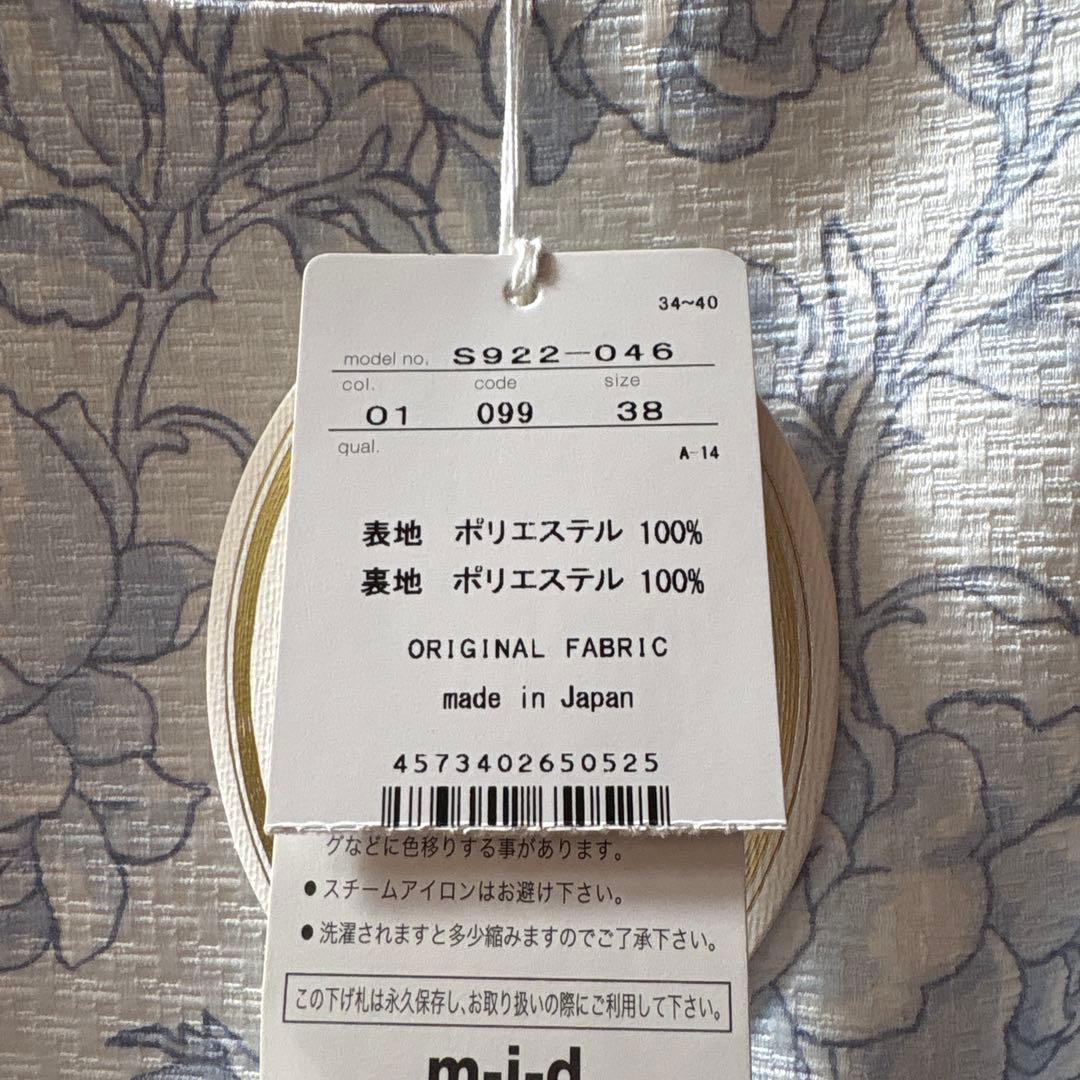 34~40
model no. S922-046
col. code size
01 099 38
qual.
A-14
表地 ポリエステル 100%
裏地 ポリエステル 100%
ORIGINAL FABRIC
made in Japan
4573402650525
グなどに色移りする事があります。
●スチームアイロンはお避け下さい。
●洗濯されますと多少縮みますのでご了承下さい。
この下げ札は永久保存し、お取り扱いの際にご利用して下さい。
m-i-d